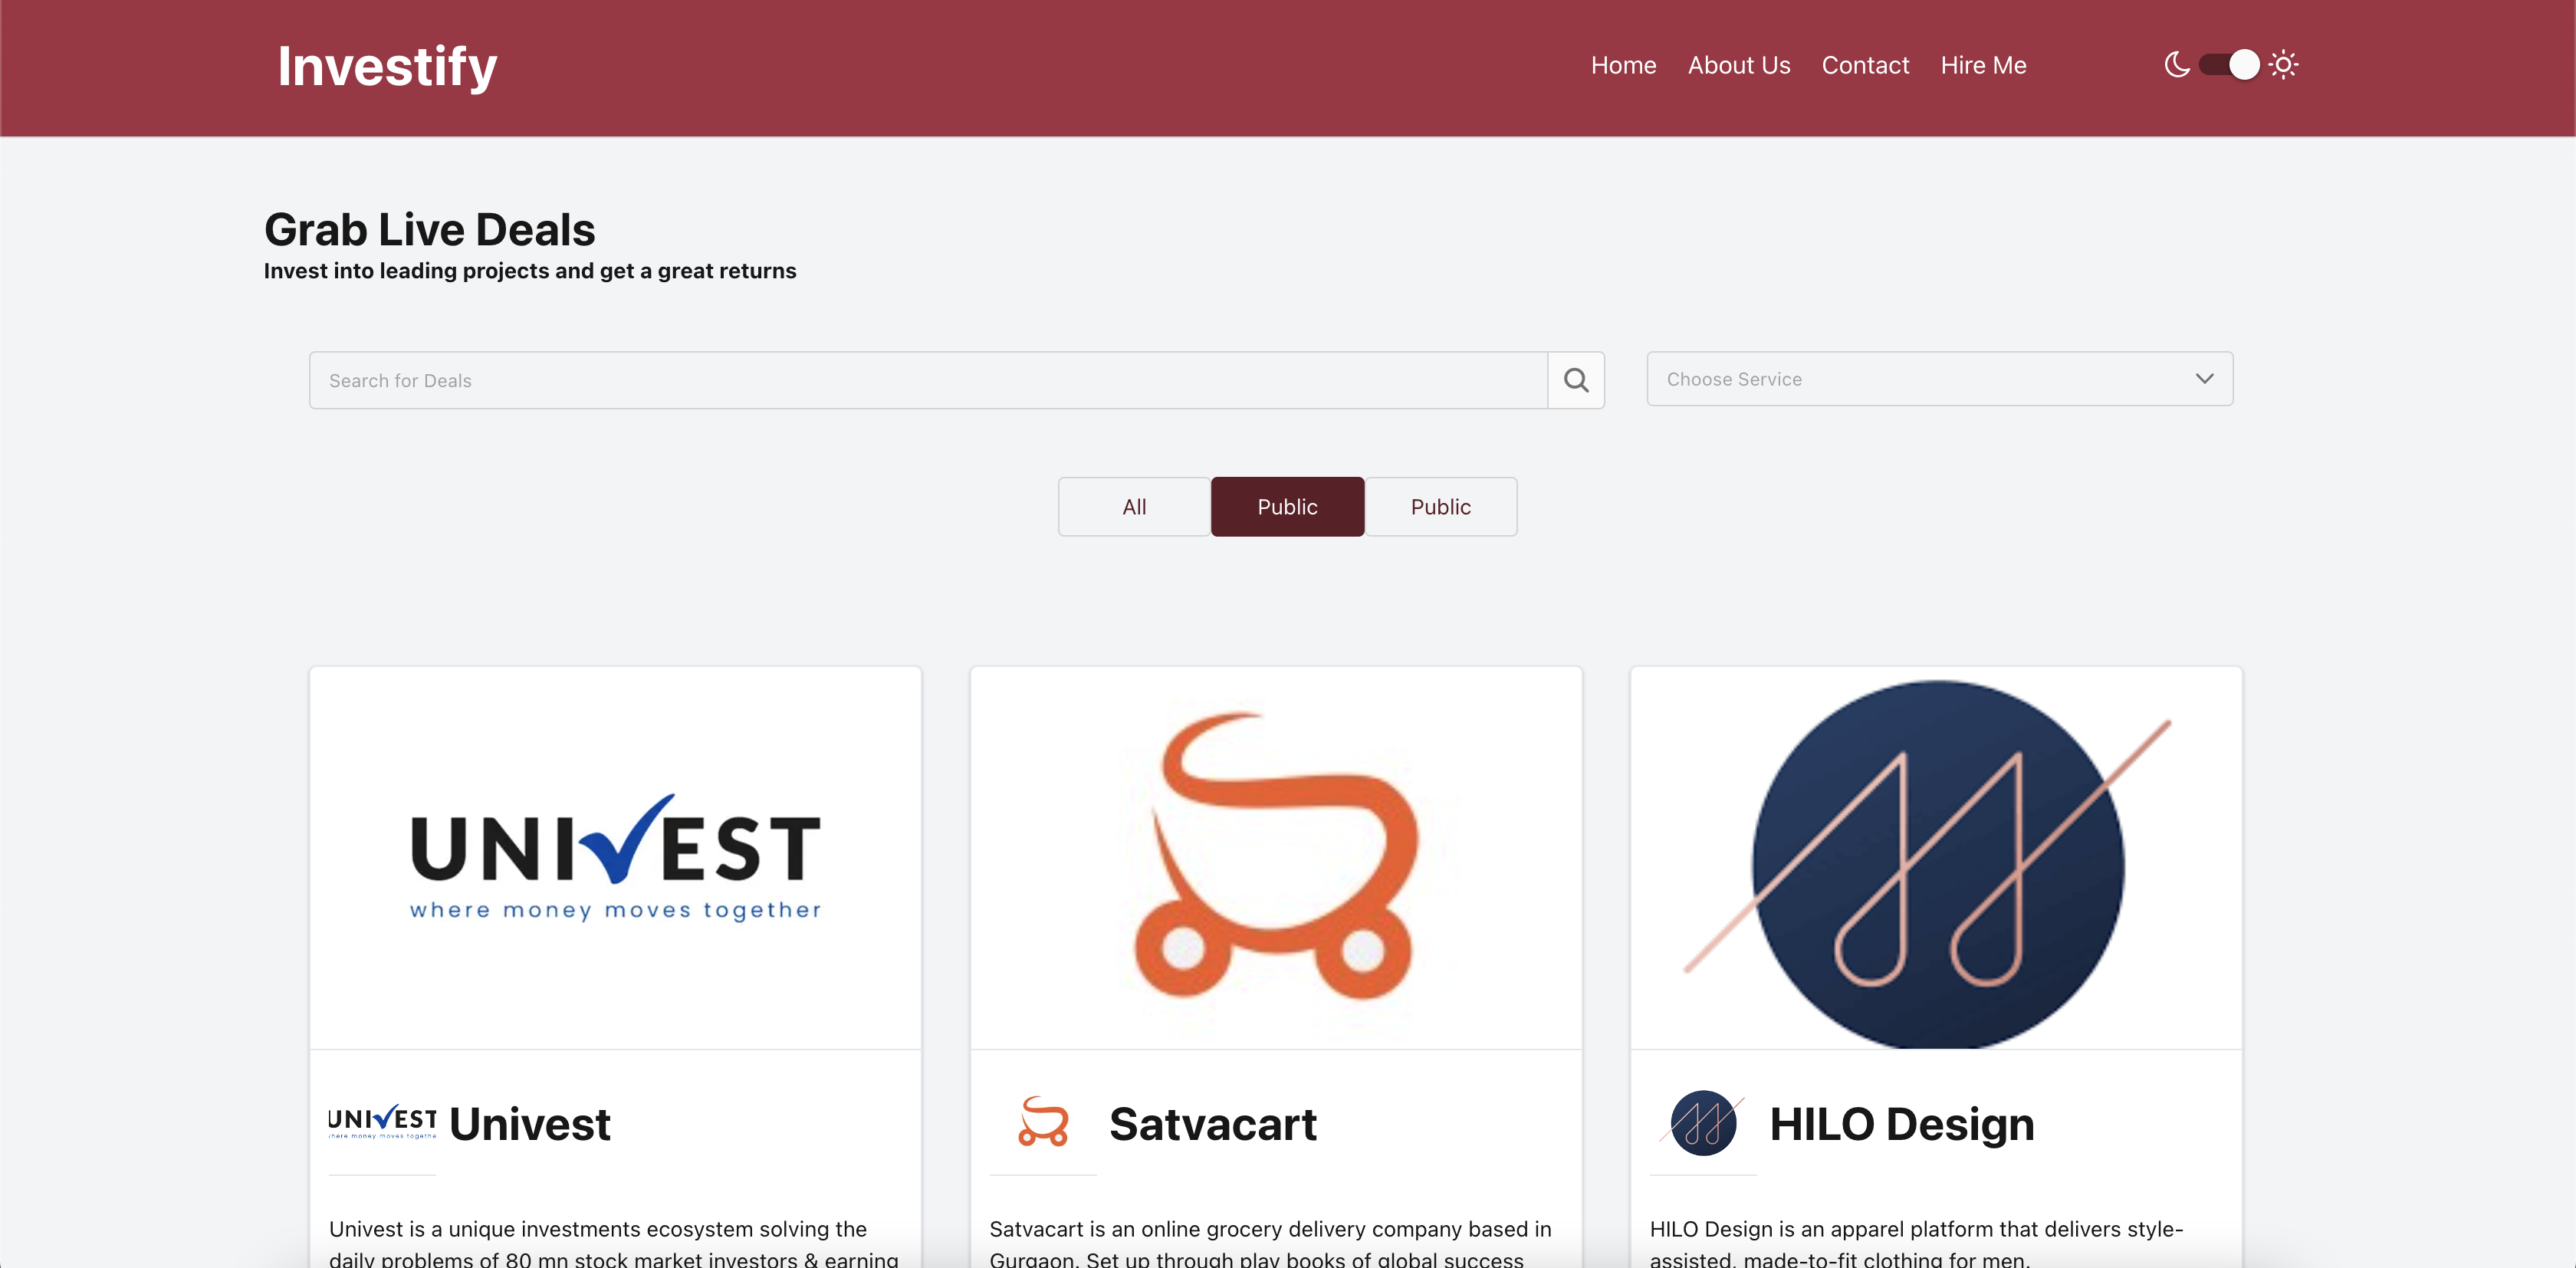 Investify
Home About Us Contact Hire Me
Grab Live Deals
Invest into leading projects and get a great returns
Search for Deals
Choose Service
All Public Public
UNIVEST
where money moves together
UNIVEST Univest
Satvacart
HILO Design
Univest is a unique investments ecosystem solving the
daily problems of 80 mn stock market investors & earning
Satvacart is an online grocery delivery company based in
Gurgaon. Set up through play books of global success
HILO Design is an apparel platform that delivers style-
assisted, made-to-fit clothing for men.